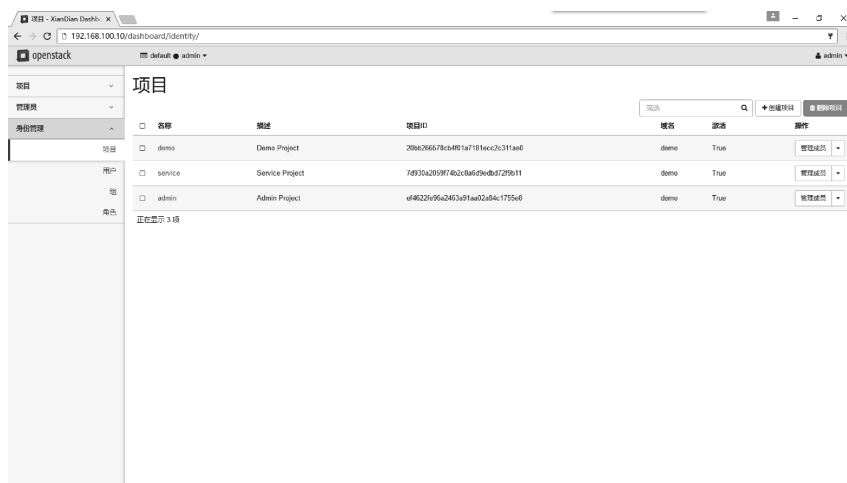 项目 - XianDian Dashb
192.168.100.10/dashboard/identity/
openstack
default admin
admin
项目
管理员
身份管理
项目
用户
组
角色
项目
筛选
+创建项目
删除项目
名称 描述 项目ID 域名 激活 操作
demo Demo Project 20bb266578cb4f01a7181ecc2c311aa0 demo True 管理成员
service Service Project 7d930a2059f74b2c8a6d9edbd72f9b11 demo True 管理成员
admin Admin Project ef4622fe96a2463a91aa02a84c1755e8 demo True 管理成员
正在显示 3 项